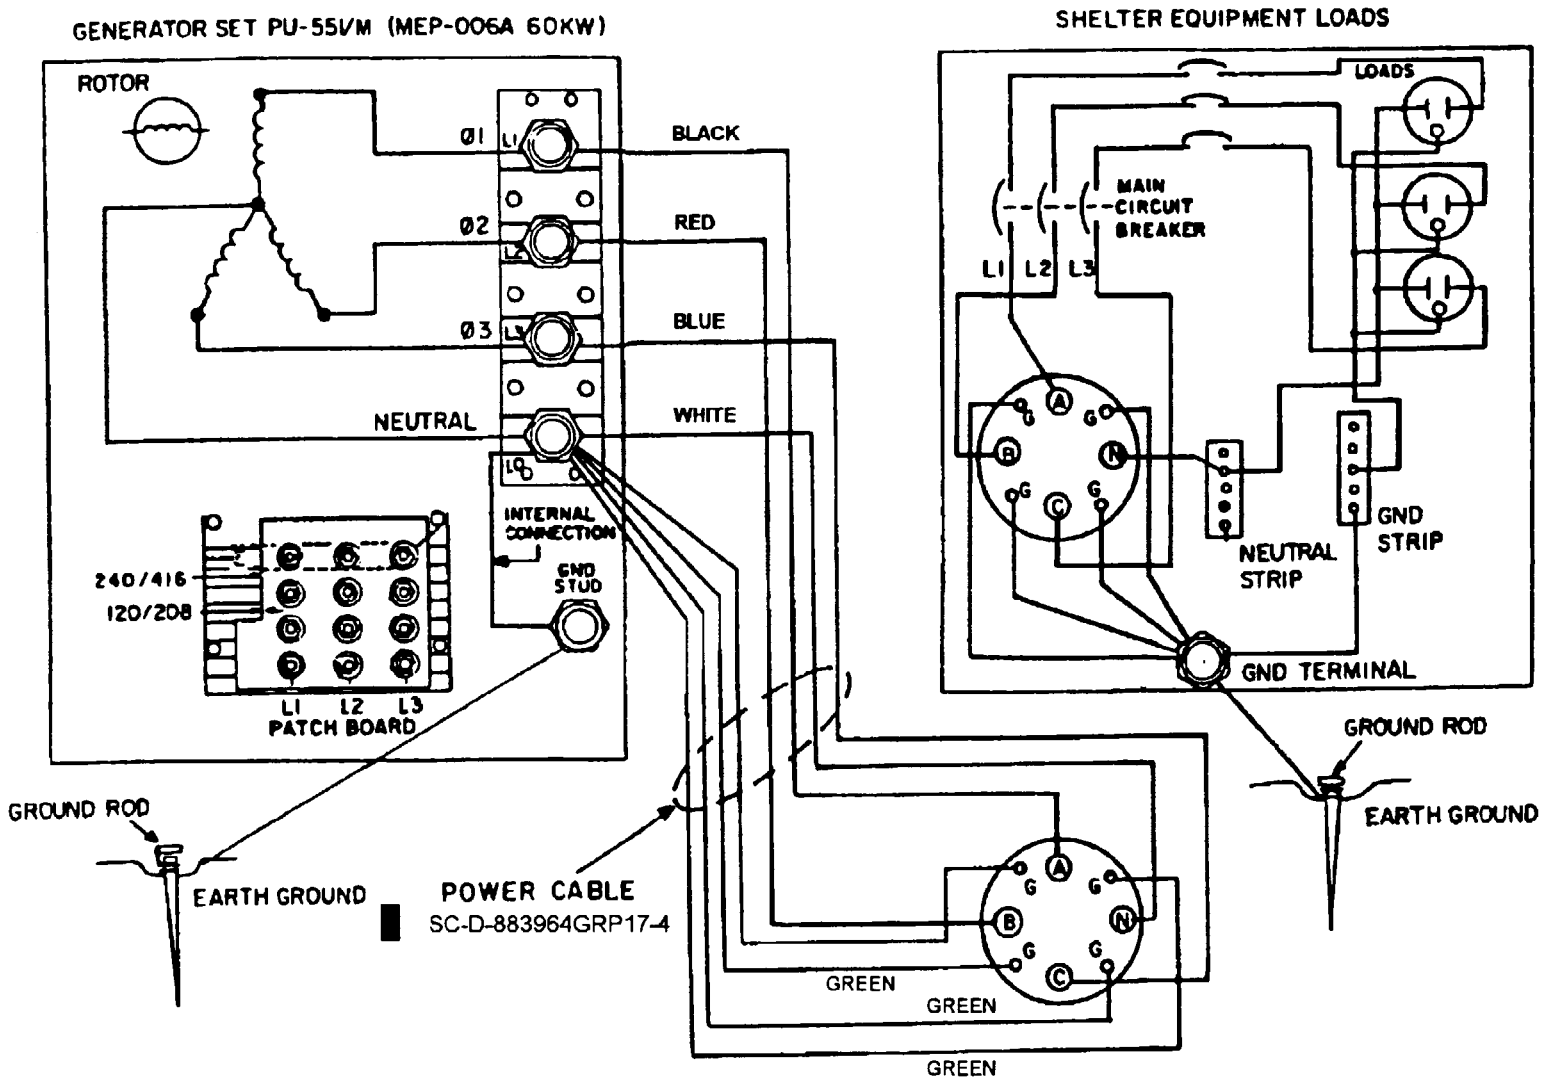 GENERATOR SET PU-551/M (MEP-006A 60KW)
SHELTER EQUIPMENT LOADS
ROTOR
LOADS
Ø1
L1
BLACK
MAIN
CIRCUIT
BREAKER
Ø2
L2
RED
L1 L2 L3
Ø3
L3
BLUE
NEUTRAL
L0
WHITE
A
G
G
B
N
G
G
C
INTERNAL
CONNECTION
GND
STUD
GND
STRIP
NEUTRAL
STRIP
240/416
120/208
L1 L2 L3
PATCH BOARD
GND TERMINAL
GROUND ROD
EARTH GROUND
GROUND ROD
EARTH GROUND
POWER CABLE
SC-D-883964GRP17-4
A
G
G
B
N
G
G
C
GREEN
GREEN
GREEN